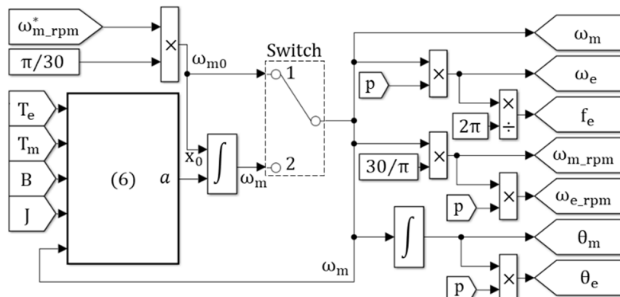 ω*m_rpm
π/30
×
ωm0
Switch
1
2
Te
Tm
B
J
(6)
a
x0
∫
ωm
ωm
p
×
2π
×
÷
30/π
×
p
×
∫
p
×
ωm
ωe
fe
ωm_rpm
ωe_rpm
θm
θe